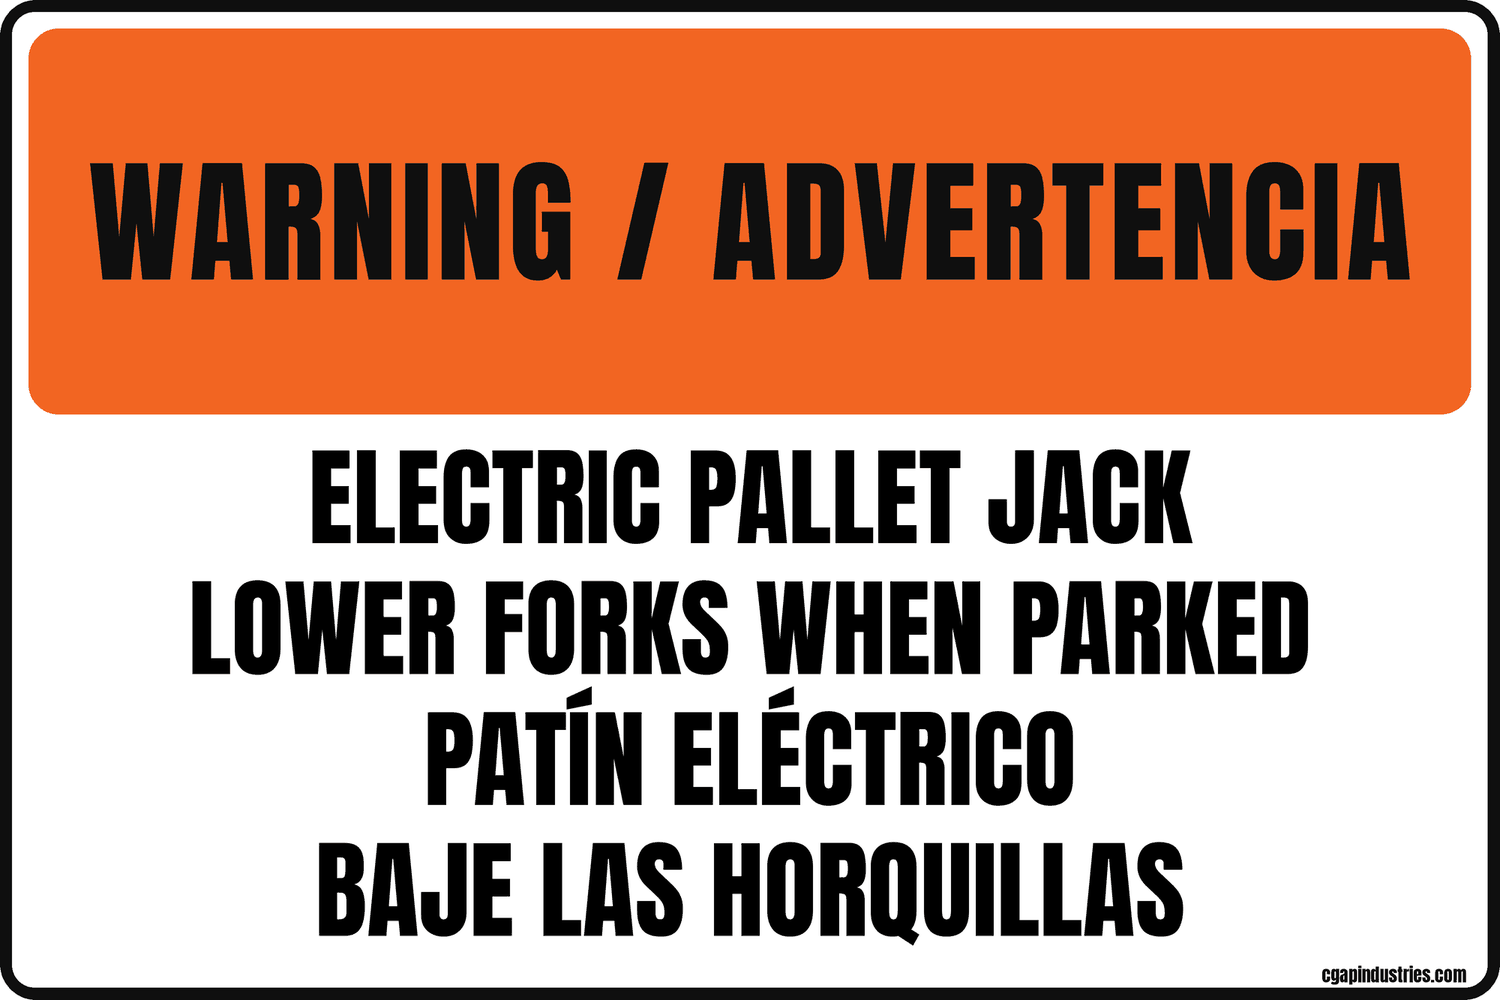 WARNING / ADVERTENCIA
ELECTRIC PALLET JACK
LOWER FORKS WHEN PARKED
PATÍN ELÉCTRICO
BAJE LAS HORQUILLAS
cgapindustries.com